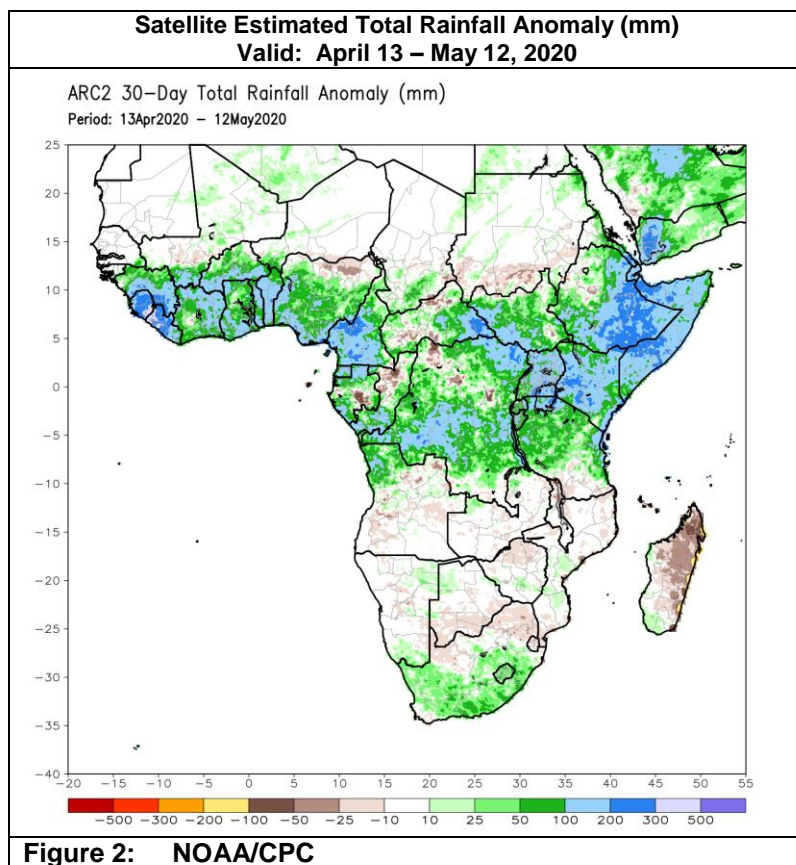 Satellite Estimated Total Rainfall Anomaly (mm)
Valid: April 13 – May 12, 2020
ARC2 30-Day Total Rainfall Anomaly (mm)
Period: 13Apr2020 – 12May2020
25
20
15
10
5
0
-5
-10
-15
-20
-25
-30
-35
-40
-20 -15 -10 -5 0 5 10 15 20 25 30 35 40 45 50 55
-500 -300 -200 -100 -50 -25 -10 10 25 50 100 200 300 500
Figure 2: NOAA/CPC